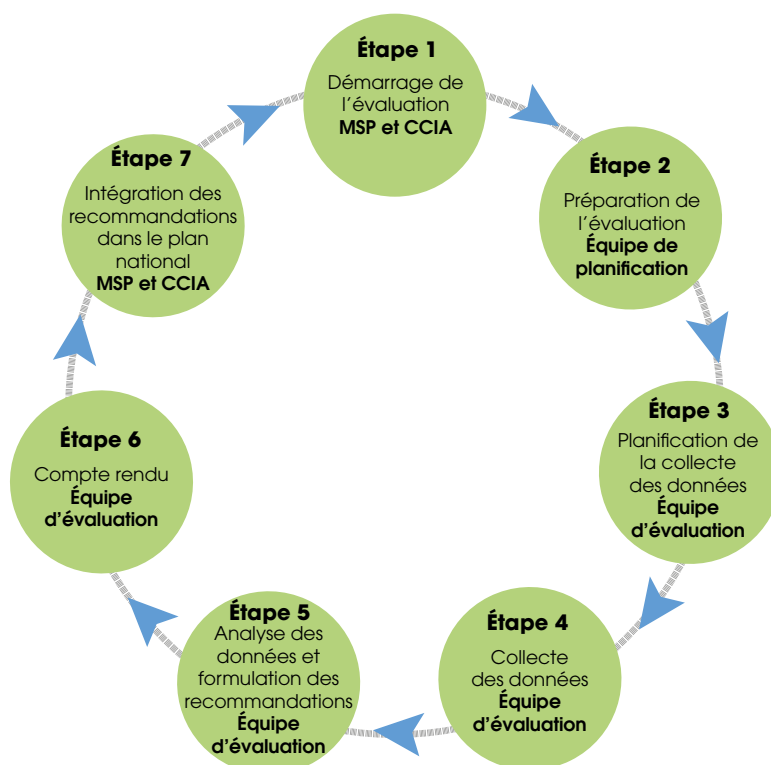 Étape 1
Démarrage de
l'évaluation
MSP et CCIA
Étape 2
Préparation de
l'évaluation
Équipe de
planification
Étape 3
Planification de
la collecte
des données
Équipe
d'évaluation
Étape 4
Collecte
des données
Équipe
d'évaluation
Étape 5
Analyse des
données et
formulation des
recommandations
Équipe
d'évaluation
Étape 6
Compte rendu
Équipe
d'évaluation
Étape 7
Intégration des
recommandations
dans le plan
national
MSP et CCIA